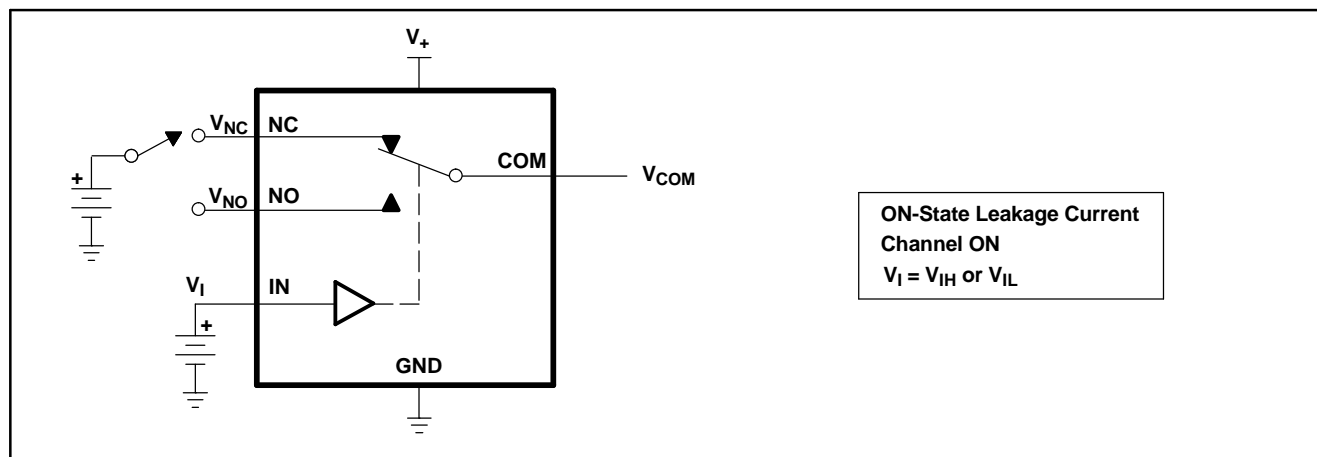 V+
VNC NC
COM
VCOM
+
VNO NO
VI IN
+
GND
ON-State Leakage Current
Channel ON
VI = VIH or VIL